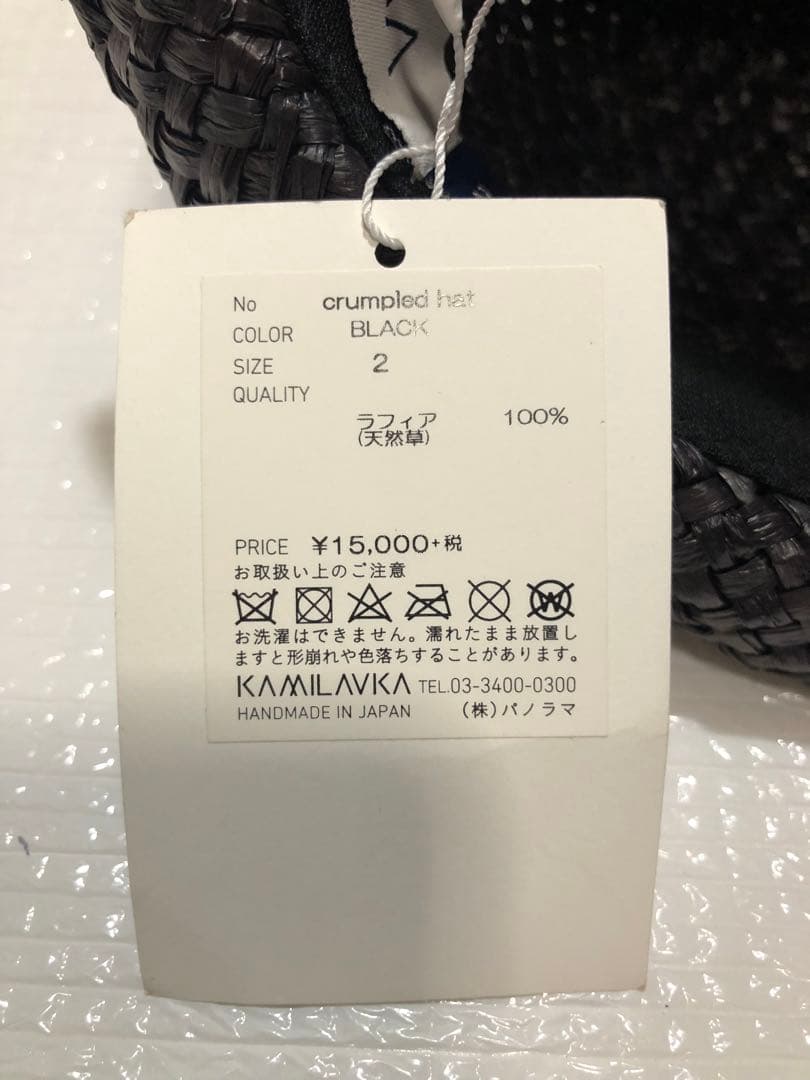 No crumpled hat
COLOR BLACK
SIZE 2
QUALITY
ラフィア 100%
(天然草)
PRICE ¥15,000+税
お取扱い上のご注意
お洗濯はできません。濡れたまま放置し
ますと形崩れや色落ちすることがあります。
KAMILAVKA TEL.03-3400-0300
HANDMADE IN JAPAN (株)パノラマ